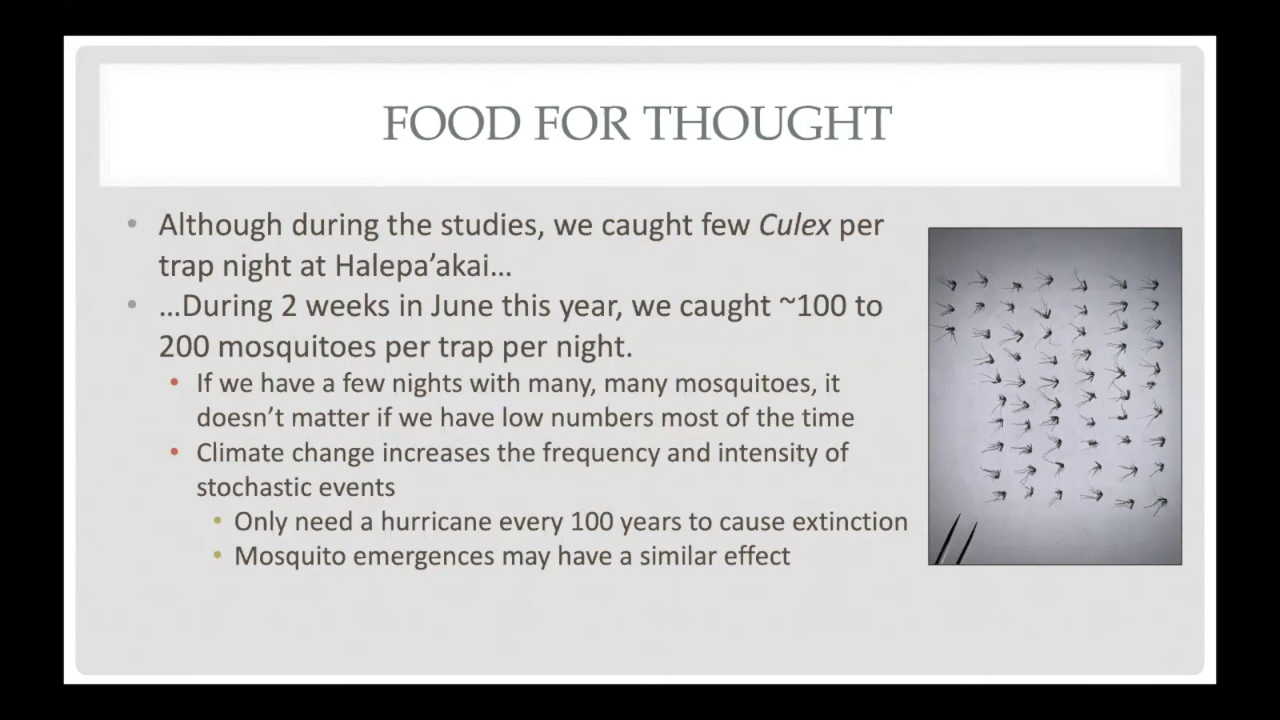 FOOD FOR THOUGHT
• Although during the studies, we caught few Culex per
trap night at Halepa’akai…
• …During 2 weeks in June this year, we caught ~100 to
200 mosquitoes per trap per night.
• If we have a few nights with many, many mosquitoes, it
doesn’t matter if we have low numbers most of the time
• Climate change increases the frequency and intensity of
stochastic events
• Only need a hurricane every 100 years to cause extinction
• Mosquito emergences may have a similar effect